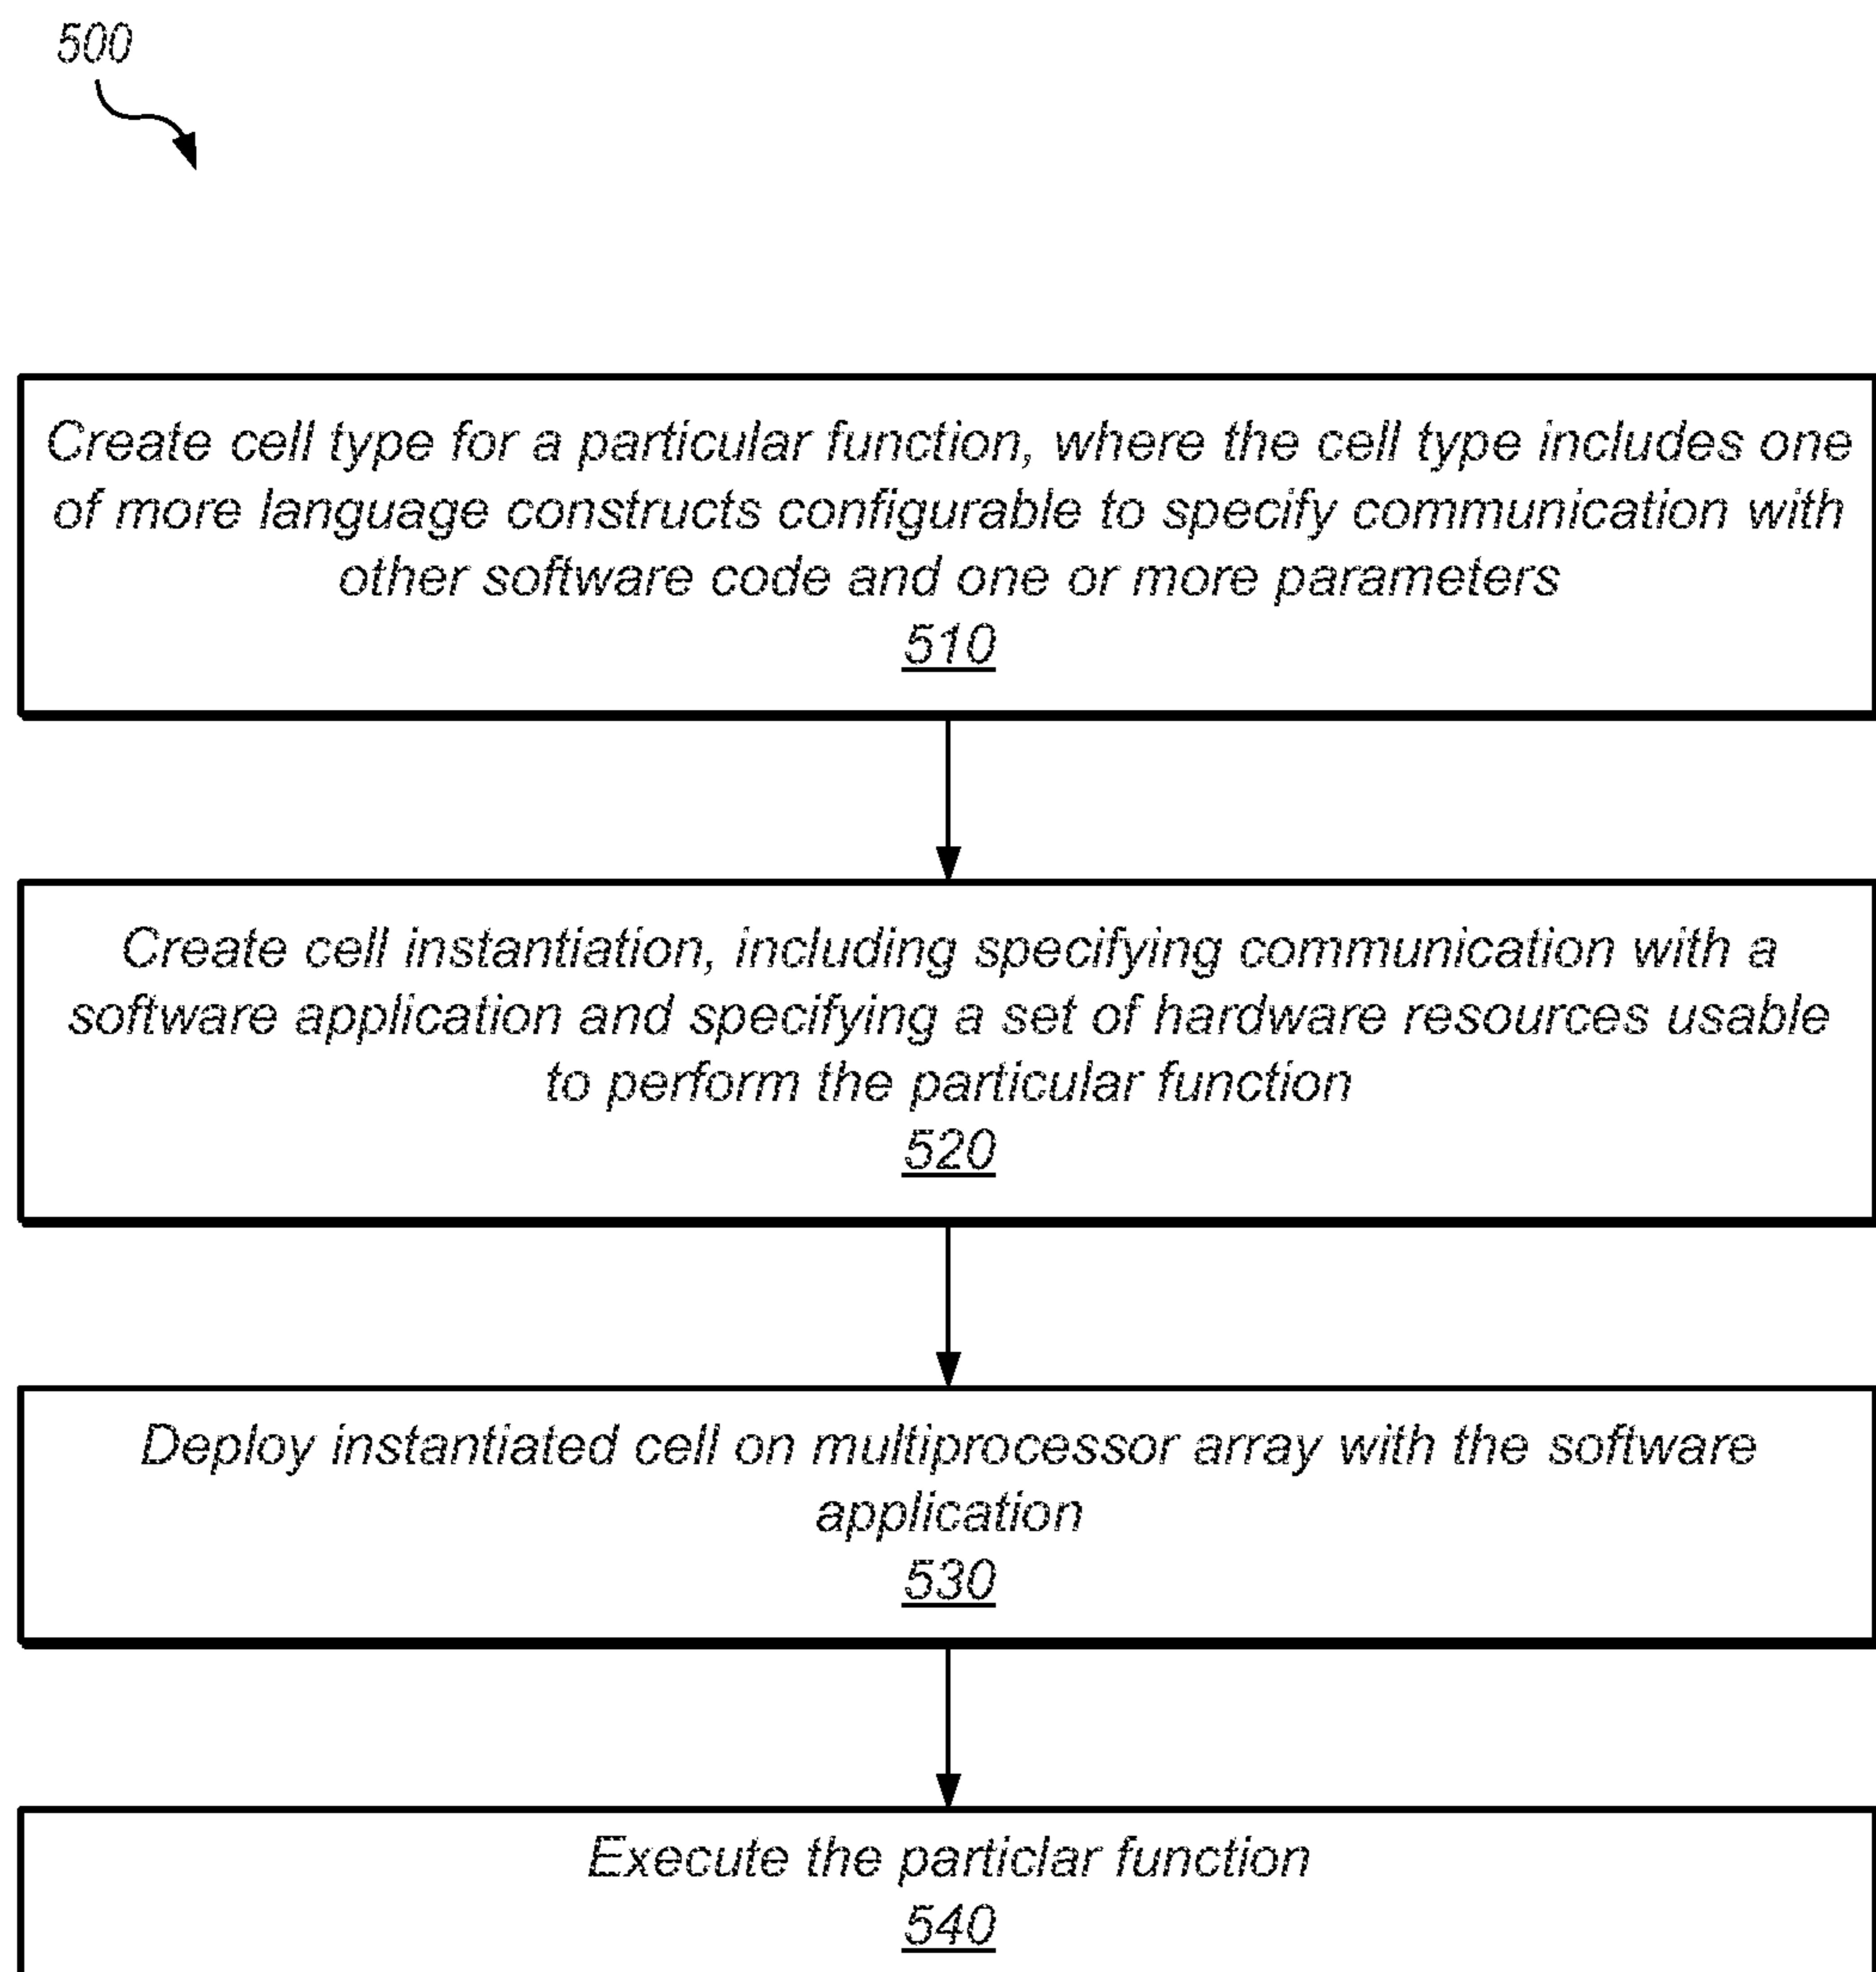 500
Create cell type for a particular function, where the cell type includes one
of more language constructs configurable to specify communication with
other software code and one or more parameters
510
Create cell instantiation, including specifying communication with a
software application and specifying a set of hardware resources usable
to perform the particular function
520
Deploy instantiated cell on multiprocessor array with the software
application
530
Execute the particlar function
540